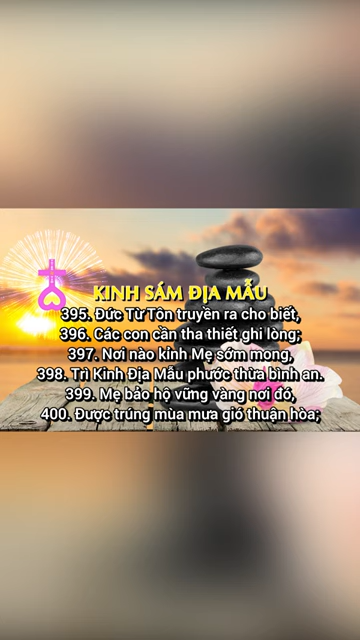 KINH SÁM ĐỊA MẪU
395. Đức Từ Tôn truyền ra cho biết,
396. Các con cần tha thiết ghi lòng;
397. Nơi nào kỉnh Mẹ sớm mong,
398. Trì Kinh Địa Mẫu phước thừa bình an.
399. Mẹ bảo hộ vững vàng nơi đó,
400. Được trúng mùa mưa gió thuận hòa;